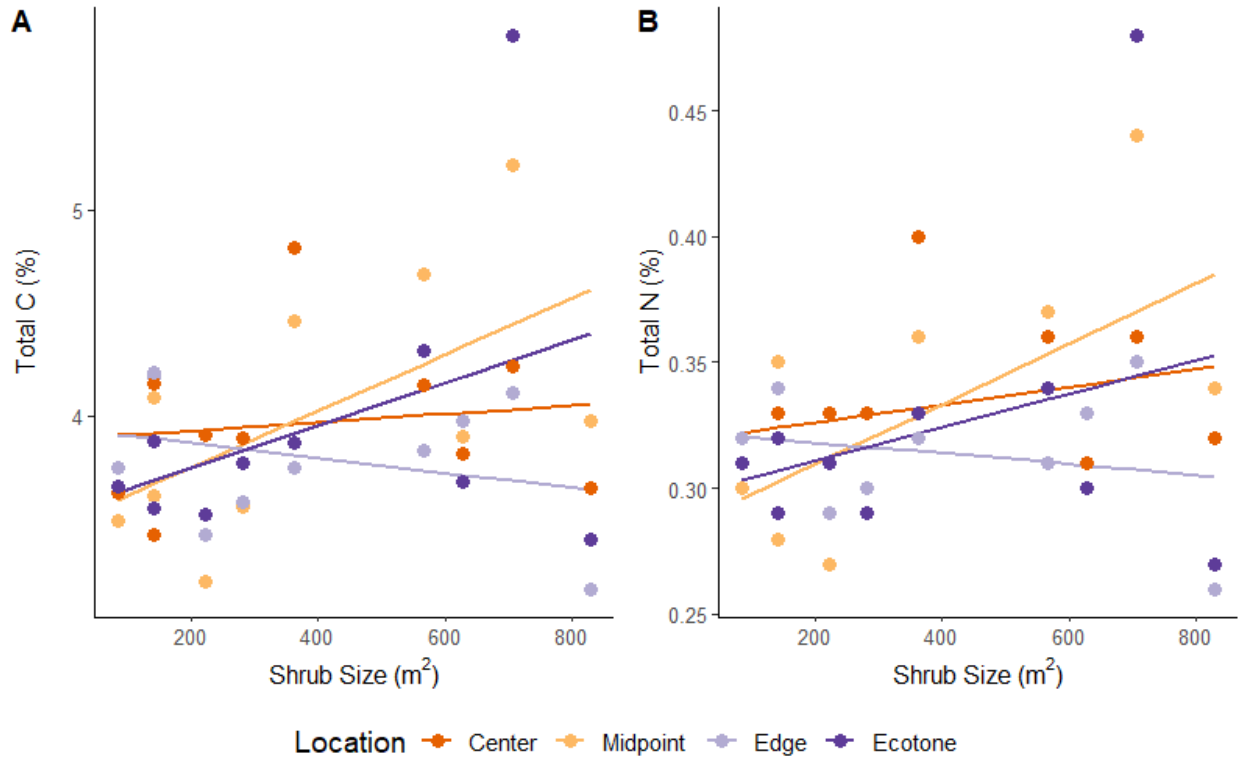 A
B
Total C (%)
5
4
200 400 600 800
Shrub Size (m²)
Total N (%)
0.45
0.40
0.35
0.30
0.25
200 400 600 800
Shrub Size (m²)
Location Center Midpoint Edge Ecotone